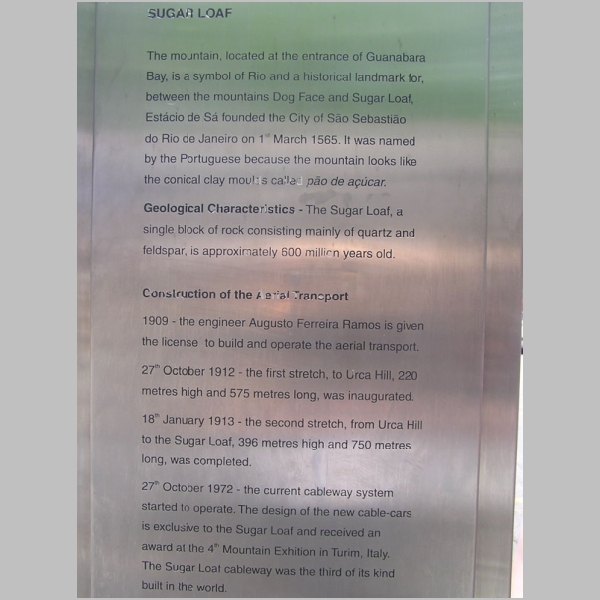 SUGAR LOAF
The mountain, located at the entrance of Guanabara
Bay, is a symbol of Rio and a historical landmark for,
between the mountains Dog Face and Sugar Loaf,
Estácio de Sá founded the City of São Sebastião
do Rio de Janeiro on 1st March 1565. It was named
by the Portuguese because the mountain looks like
the conical clay moulds called pão de açúcar.
Geological Characteristics - The Sugar Loaf, a
single block of rock consisting mainly of quartz and
feldspar, is approximately 600 million years old.
Construction of the Aerial Transport
1909 - the engineer Augusto Ferreira Ramos is given
the license to build and operate the aerial transport.
27th October 1912 - the first stretch, to Urca Hill, 220
metres high and 575 metres long, was inaugurated.
18th January 1913 - the second stretch, from Urca Hill
to the Sugar Loaf, 396 metres high and 750 metres
long, was completed.
27th October 1972 - the current cableway system
started to operate. The design of the new cable-cars
is exclusive to the Sugar Loaf and received an
award at the 4th Mountain Exhition in Turim, Italy.
The Sugar Loaf cableway was the third of its kind
built in the world.